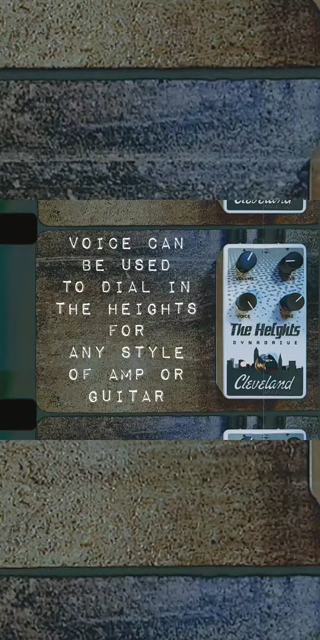 Cleveland
VOICE CAN
BE USED
TO DIAL IN
THE HEIGHTS
FOR
ANY STYLE
OF AMP OR
GUITAR
VOICE
The Heights
DYNADRIVE
Cleveland